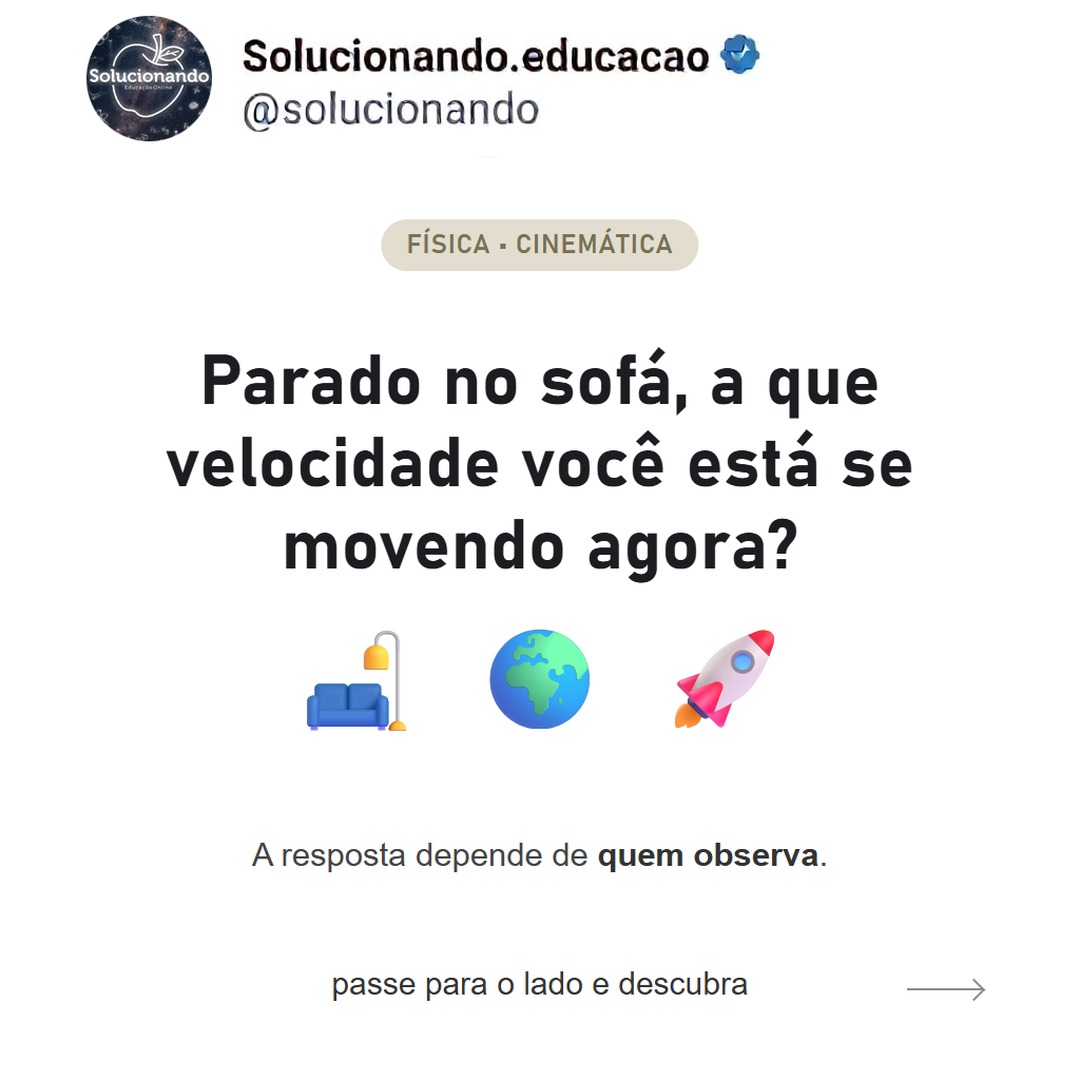 Solucionando
Educação Online
Solucionando.educacao
@solucionando
FÍSICA • CINEMÁTICA
Parado no sofá, a que
velocidade você está se
movendo agora?
A resposta depende de quem observa.
passe para o lado e descubra